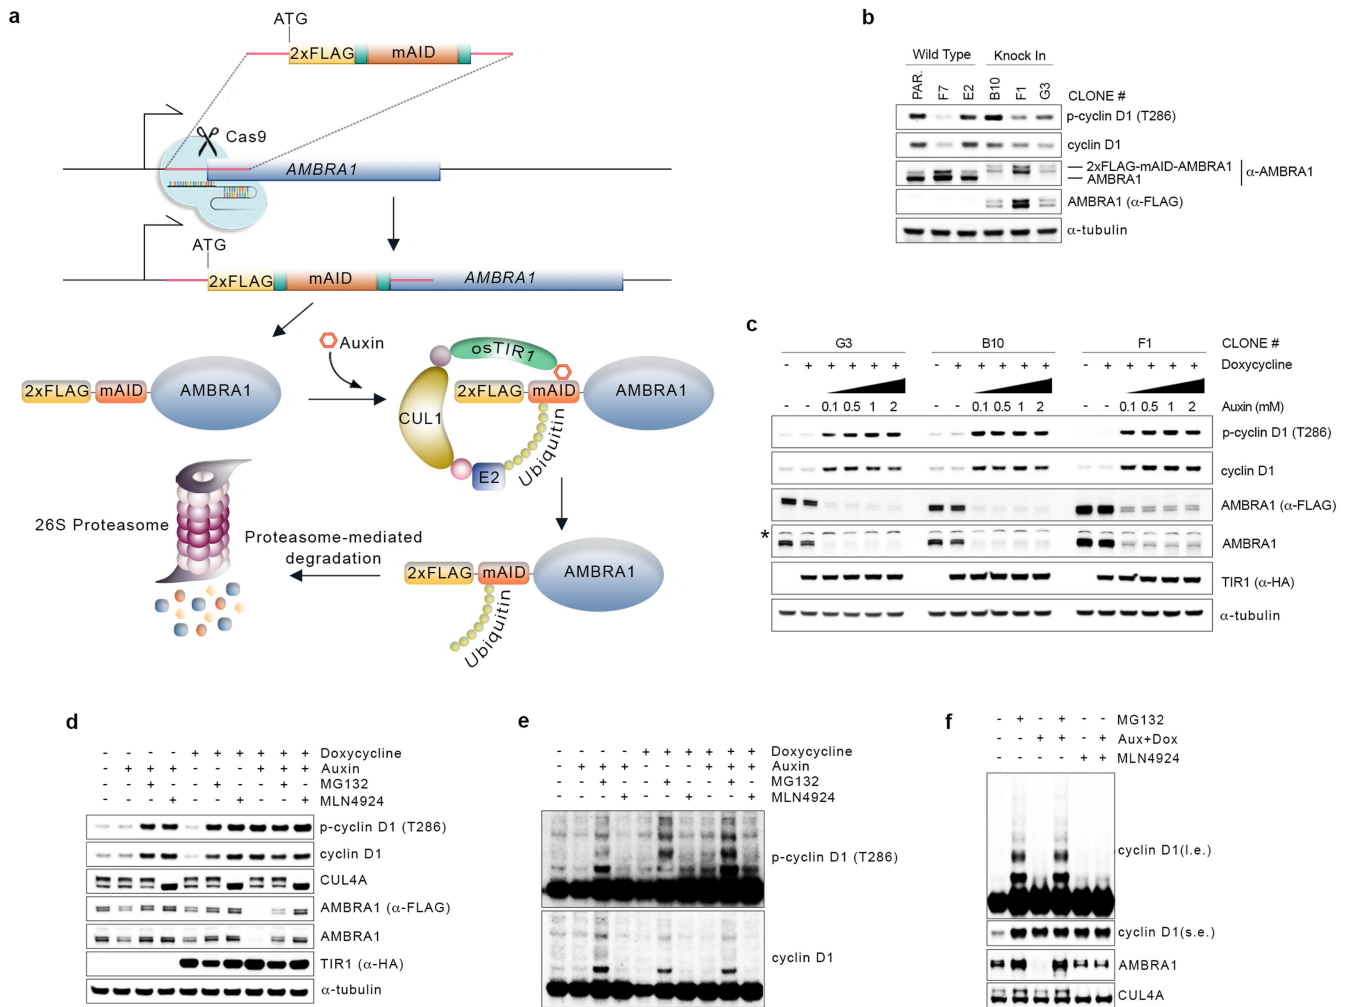 a
ATG
2xFLAG mAID
Cas9
AMBRA1
ATG
2xFLAG mAID AMBRA1
Auxin
osTIR1
2xFLAG mAID AMBRA1
2xFLAG mAID AMBRA1
CUL1
Ubiquitin
E2
26S Proteasome
Proteasome-mediated
degradation
2xFLAG mAID AMBRA1
Ubiquitin
b
Wild Type Knock In
PAR. F7 E2 B10 F1 G3 CLONE #
p-cyclin D1 (T286)
cyclin D1
2xFLAG-mAID-AMBRA1
AMBRA1
α-AMBRA1
AMBRA1 (α-FLAG)
α-tubulin
c
G3 B10 F1 CLONE #
- + + + + + - + + + + + - + + + + + Doxycycline
- - 0.1 0.5 1 2 - - 0.1 0.5 1 2 - - 0.1 0.5 1 2 Auxin (mM)
p-cyclin D1 (T286)
cyclin D1
AMBRA1 (α-FLAG)
*
AMBRA1
TIR1 (α-HA)
α-tubulin
d
- - - - + + + + + + Doxycycline
- + + + - - - + + + Auxin
- - + - - + - - + - MG132
- - - + - - + - - + MLN4924
p-cyclin D1 (T286)
cyclin D1
CUL4A
AMBRA1 (α-FLAG)
AMBRA1
TIR1 (α-HA)
α-tubulin
e
- - - - + + + + + + Doxycycline
- + + + - - - + + + Auxin
- - + - - + - - + - MG132
- - - + - - + - - + MLN4924
p-cyclin D1 (T286)
cyclin D1
f
- + - + - - MG132
- - + + - + Aux+Dox
- - - - + + MLN4924
cyclin D1(l.e.)
cyclin D1(s.e.)
AMBRA1
CUL4A